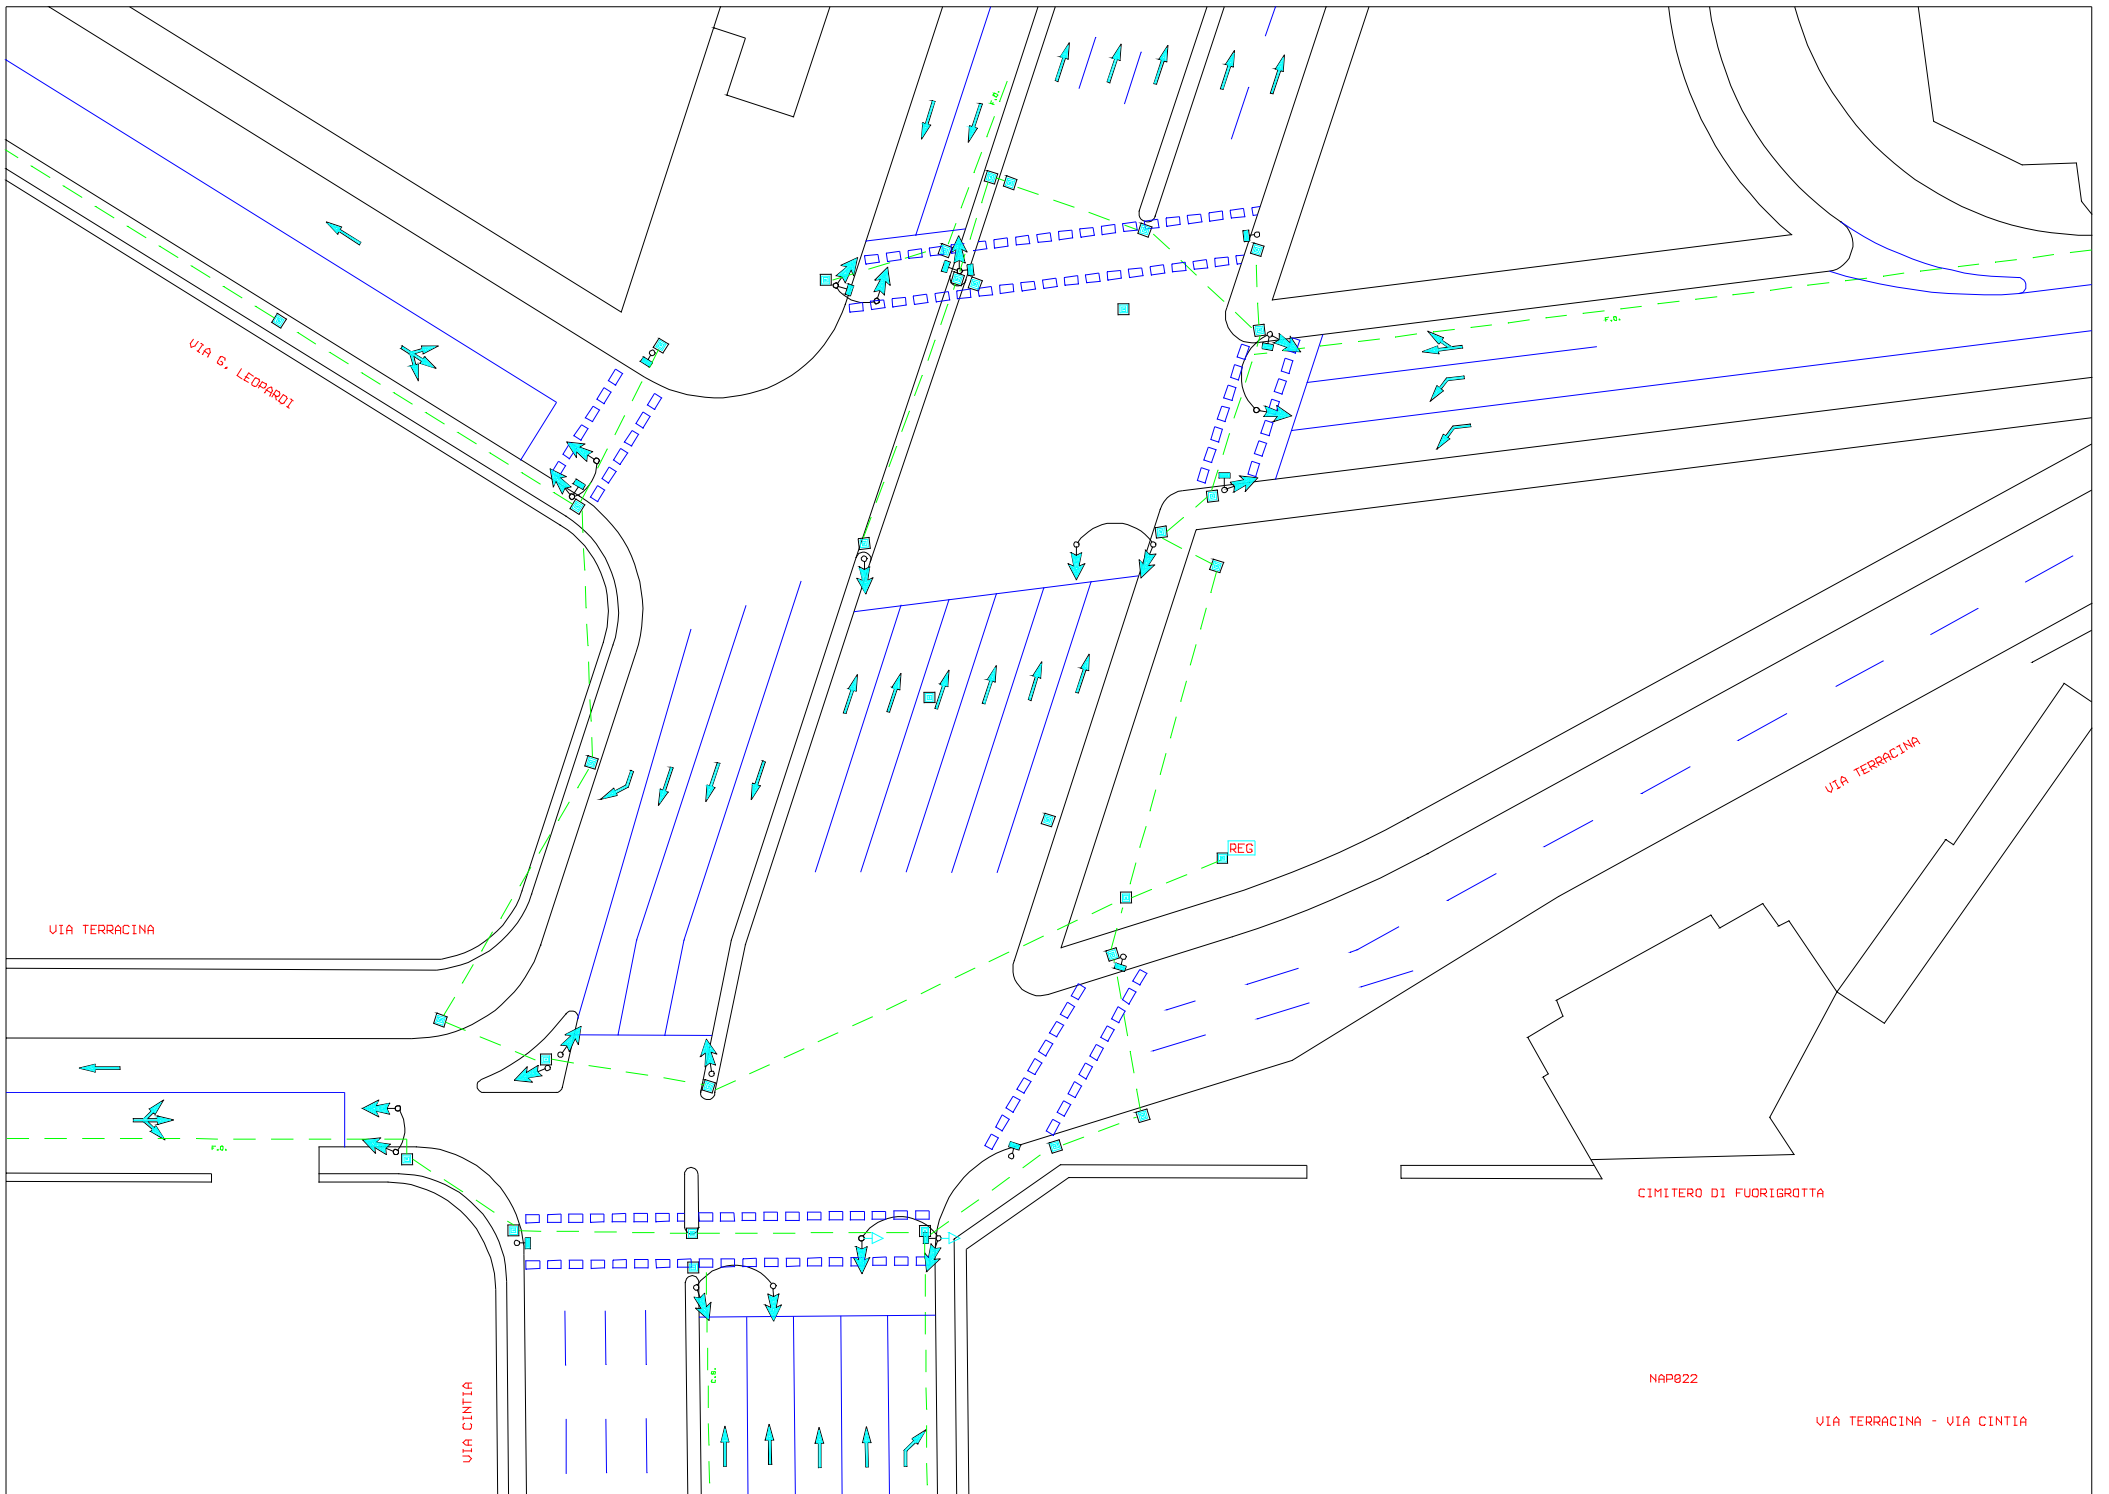 F.O.
VIA G. LEOPARDI
F.O.
VIA TERRACINA
REG
VIA TERRACINA
F.O.
CIMITERO DI FUORIGROTTA
VIA CINTIA
NAP022
VIA TERRACINA - VIA CINTIA